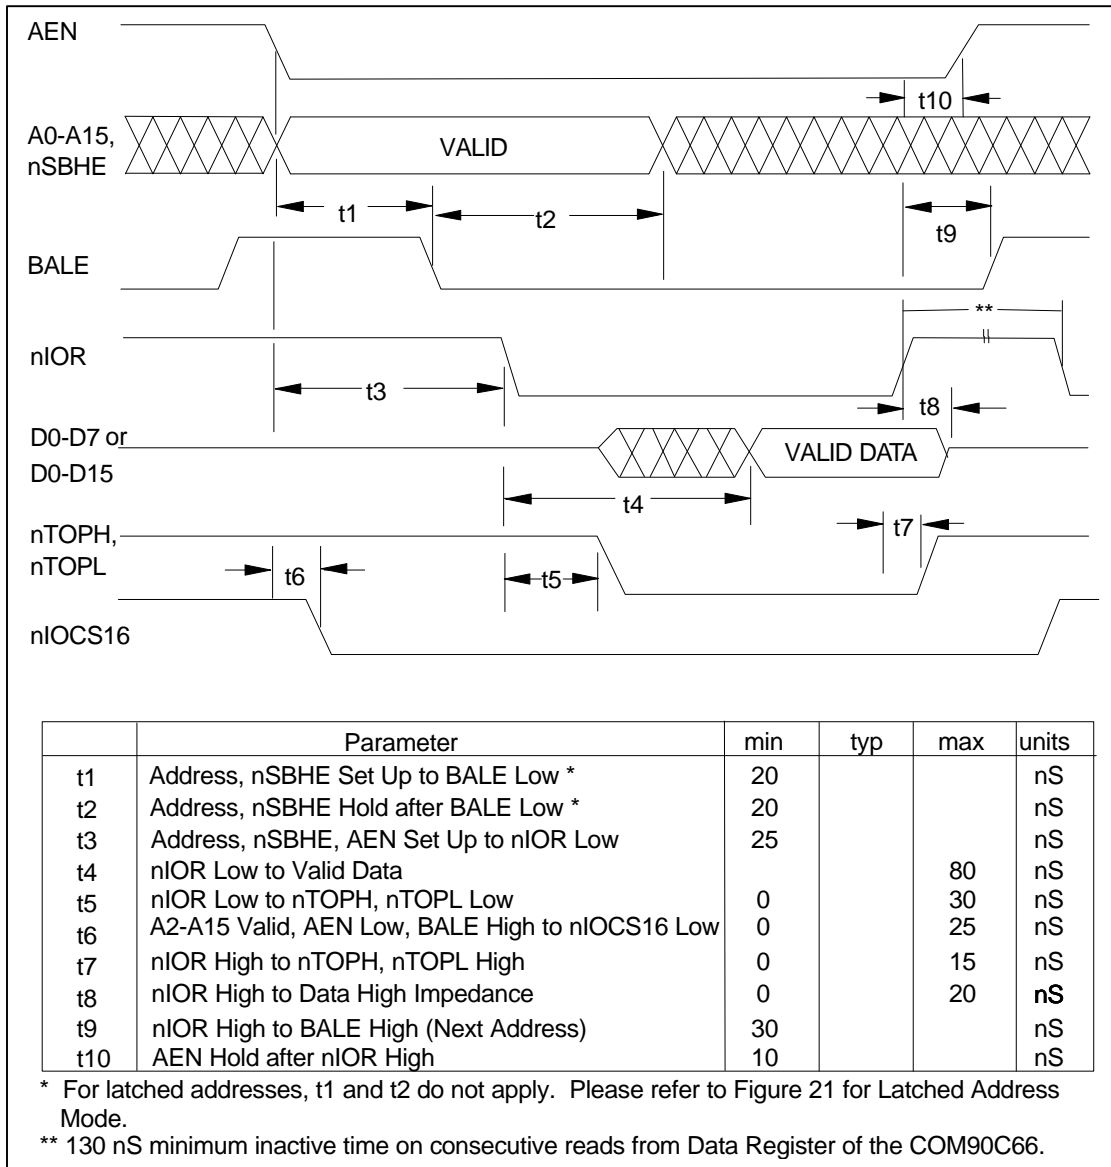 AEN
t10
A0-A15,
nSBHE
VALID
t1
t2
t9
BALE
**
nIOR
t3
t8
D0-D7 or
D0-D15
VALID DATA
t4
nTOPH,
nTOPL
t7
t6
t5
nIOCS16
Parameter min typ max units
t1 Address, nSBHE Set Up to BALE Low * 20 nS
t2 Address, nSBHE Hold after BALE Low * 20 nS
t3 Address, nSBHE, AEN Set Up to nIOR Low 25 nS
t4 nIOR Low to Valid Data 80 nS
t5 nIOR Low to nTOPH, nTOPL Low 0 30 nS
t6 A2-A15 Valid, AEN Low, BALE High to nIOCS16 Low 0 25 nS
t7 nIOR High to nTOPH, nTOPL High 0 15 nS
t8 nIOR High to Data High Impedance 0 20 nS
t9 nIOR High to BALE High (Next Address) 30 nS
t10 AEN Hold after nIOR High 10 nS
* For latched addresses, t1 and t2 do not apply. Please refer to Figure 21 for Latched Address
Mode.
** 130 nS minimum inactive time on consecutive reads from Data Register of the COM90C66.